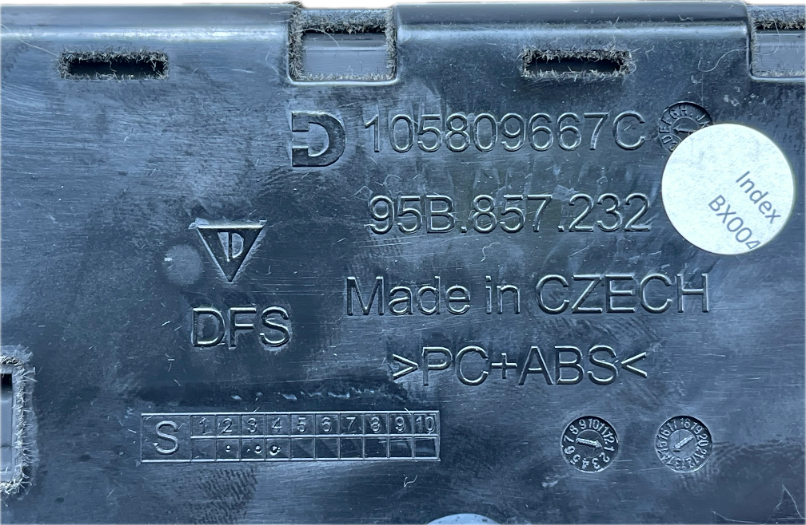 D 105809667C
95B.857.232
Index
BX004
D
DFS
Made in CZECH
>PC+ABS<
S 1 2 3 4 5 6 7 8 9 10